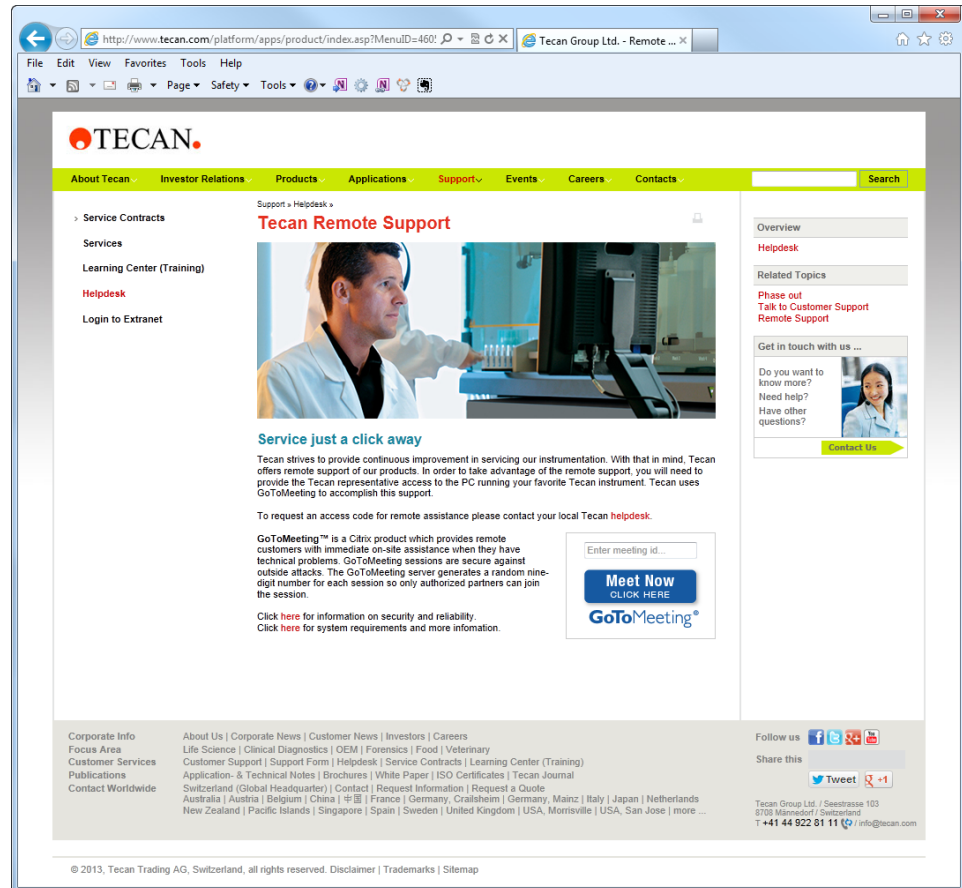 http://www.tecan.com/platform/apps/product/index.asp?MenuID=460
Tecan Group Ltd. - Remote ...
File Edit View Favorites Tools Help
Page Safety Tools
TECAN.
About Tecan Investor Relations Products Applications Support Events Careers Contacts Search
Service Contracts
Services
Learning Center (Training)
Helpdesk
Login to Extranet
Support » Helpdesk »
Tecan Remote Support
Service just a click away
Tecan strives to provide continuous improvement in servicing our instrumentation. With that in mind, Tecan
offers remote support of our products. In order to take advantage of the remote support, you will need to
provide the Tecan representative access to the PC running your favorite Tecan instrument. Tecan uses
GoToMeeting to accomplish this support.
To request an access code for remote assistance please contact your local Tecan helpdesk.
GoToMeeting™ is a Citrix product which provides remote
customers with immediate on-site assistance when they have
technical problems. GoToMeeting sessions are secure against
outside attacks. The GoToMeeting server generates a random nine-
digit number for each session so only authorized partners can join
the session.
Click here for information on security and reliability.
Click here for system requirements and more infomation.
Enter meeting id...
Meet Now
CLICK HERE
GoToMeeting®
Overview
Helpdesk
Related Topics
Phase out
Talk to Customer Support
Remote Support
Get in touch with us ...
Do you want to
know more?
Need help?
Have other
questions?
Contact Us
Corporate Info About Us | Corporate News | Customer News | Investors | Careers
Focus Area Life Science | Clinical Diagnostics | OEM | Forensics | Food | Veterinary
Customer Services Customer Support | Support Form | Helpdesk | Service Contracts | Learning Center (Training)
Publications Application- & Technical Notes | Brochures | White Paper | ISO Certificates | Tecan Journal
Contact Worldwide Switzerland (Global Headquarter) | Contact | Request Information | Request a Quote
Australia | Austria | Belgium | China | 中国 | France | Germany, Crailsheim | Germany, Mainz | Italy | Japan | Netherlands
New Zealand | Pacific Islands | Singapore | Spain | Sweden | United Kingdom | USA, Morrisville | USA, San Jose | more ...
Follow us
Share this
Tweet +1
Tecan Group Ltd. / Seestrasse 103
8708 Männedorf / Switzerland
T +41 44 922 81 11 / info@tecan.com
© 2013, Tecan Trading AG, Switzerland, all rights reserved. Disclaimer | Trademarks | Sitemap